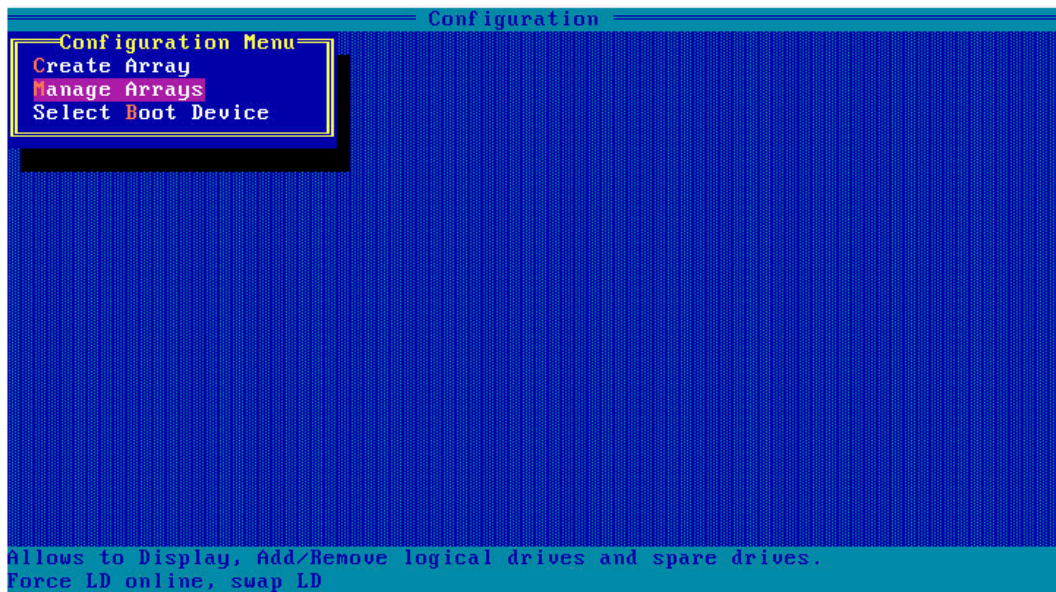 Configuration
Configuration Menu
Create Array
Manage Arrays
Select Boot Device
Allows to Display, Add/Remove logical drives and spare drives.
Force LD online, swap LD